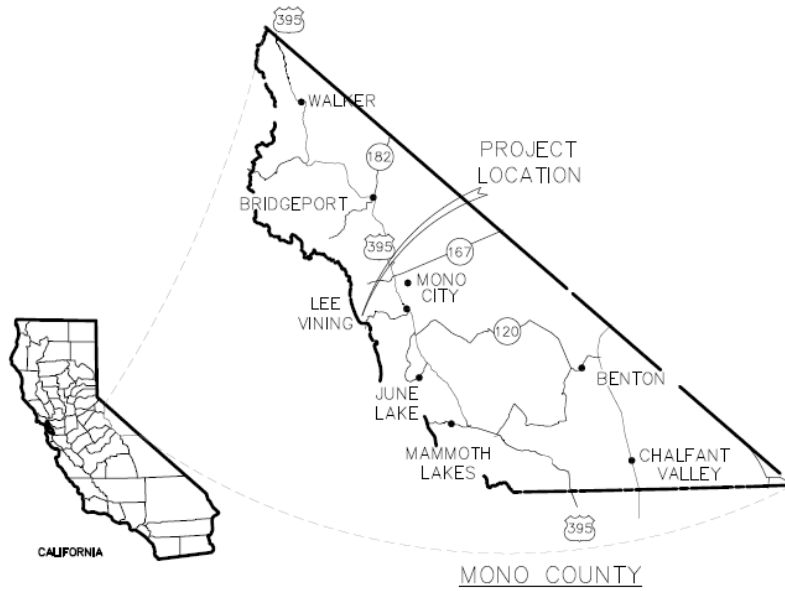 395
WALKER
182
PROJECT
LOCATION
BRIDGEPORT
395
167
MONO
CITY
LEE
VINING
120
JUNE
LAKE
BENTON
MAMMOTH
LAKES
CHALFANT
VALLEY
395
CALIFORNIA
MONO COUNTY